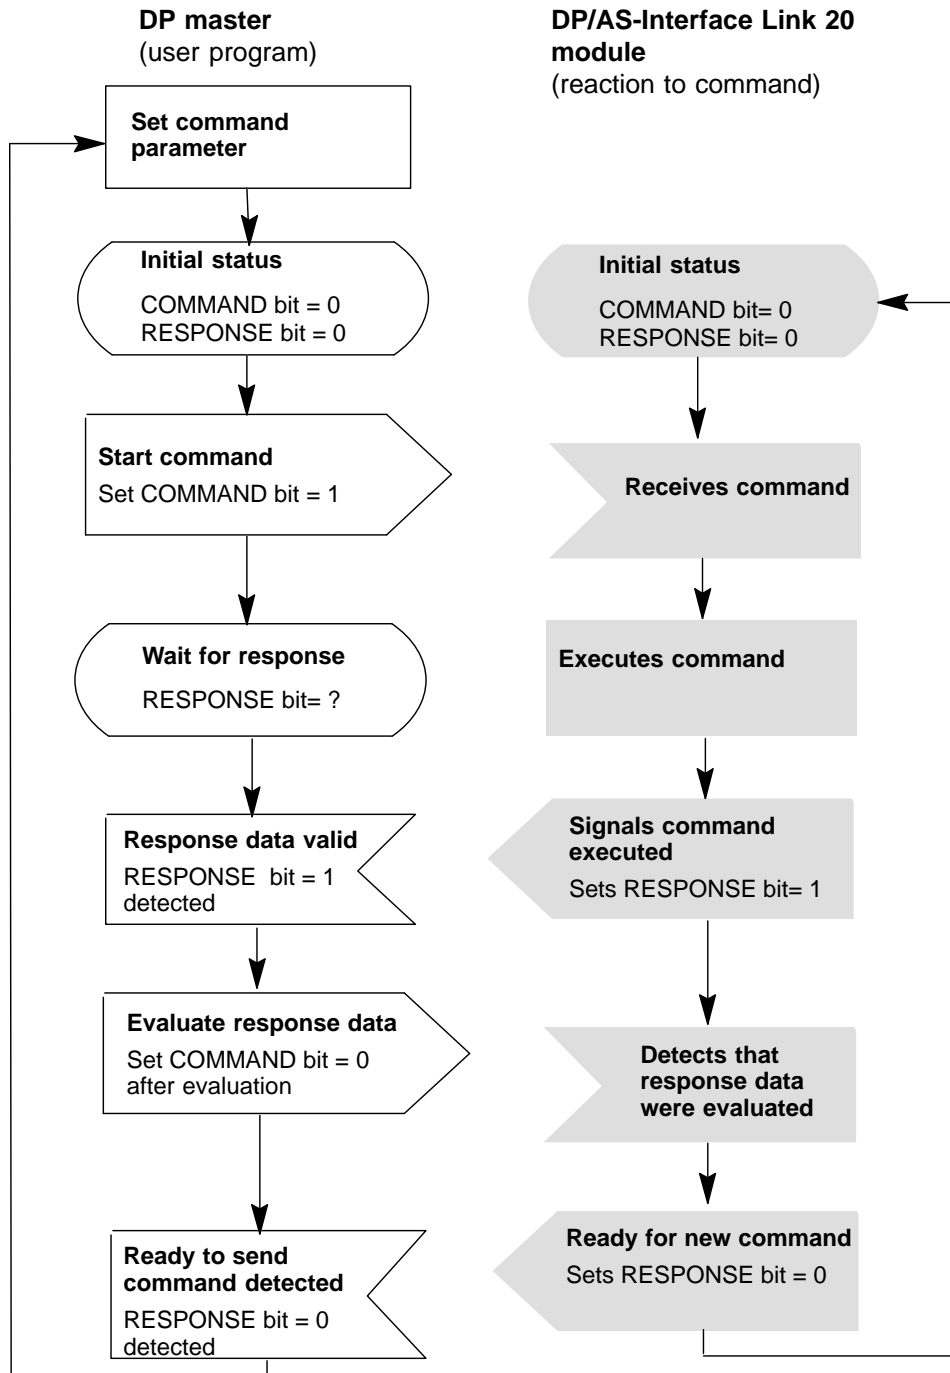 DP master
(user program)
DP/AS-Interface Link 20
module
(reaction to command)
Set command
parameter
Initial status
COMMAND bit = 0
RESPONSE bit = 0
Start command
Set COMMAND bit = 1
Wait for response
RESPONSE bit= ?
Response data valid
RESPONSE  bit = 1
detected
Evaluate response data
Set COMMAND bit = 0
after evaluation
Ready to send
command detected
RESPONSE bit = 0
detected
Initial status
COMMAND bit= 0
RESPONSE bit= 0
Receives command
Executes command
Signals command
executed
Sets RESPONSE bit= 1
Detects that
response data
were evaluated
Ready for new command
Sets RESPONSE bit = 0